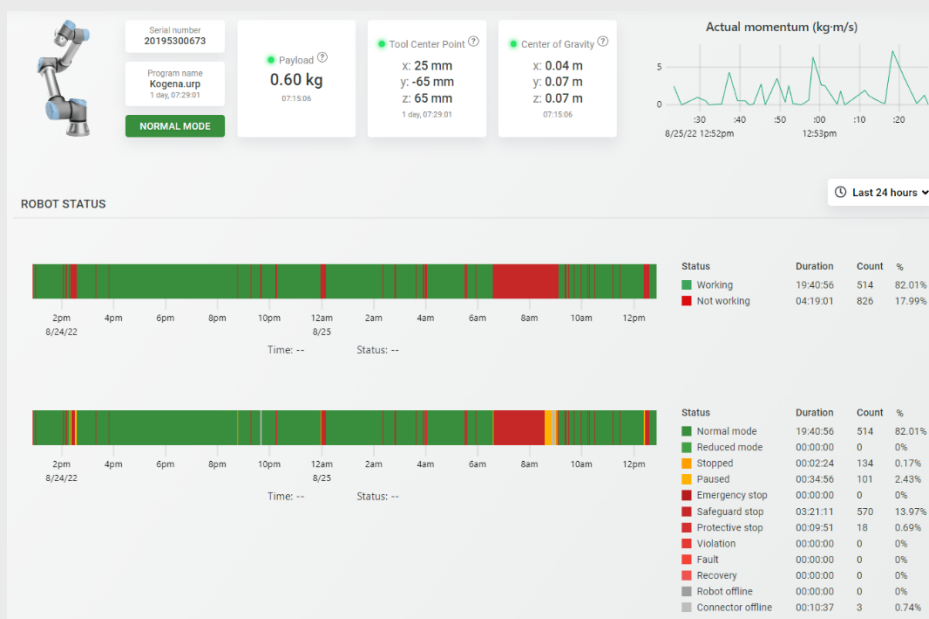 Serial number
20195300673
Program name
Kogena.urp
1 day, 07:29:01
NORMAL MODE
Payload ?
0.60 kg
07:15:06
Tool Center Point ?
x: 25 mm
y: -65 mm
z: 65 mm
1 day, 07:29:01
Center of Gravity ?
x: 0.04 m
y: 0.07 m
z: 0.07 m
07:15:06
Actual momentum (kg·m/s)
5
0
:30 :40 :50 :00 :10 :20
8/25/22 12:52pm 12:53pm
ROBOT STATUS
Last 24 hours
2pm 4pm 6pm 8pm 10pm 12am 2am 4am 6am 8am 10am 12pm
8/24/22 8/25
Time: -- Status: --
Status Duration Count %
Working 19:40:56 514 82.01%
Not working 04:19:01 826 17.99%
2pm 4pm 6pm 8pm 10pm 12am 2am 4am 6am 8am 10am 12pm
8/24/22 8/25
Time: -- Status: --
Status Duration Count %
Normal mode 19:40:56 514 82.01%
Reduced mode 00:00:00 0 0%
Stopped 00:02:24 134 0.17%
Paused 00:34:56 101 2.43%
Emergency stop 00:00:00 0 0%
Safeguard stop 03:21:11 570 13.97%
Protective stop 00:09:51 18 0.69%
Violation 00:00:00 0 0%
Fault 00:00:00 0 0%
Recovery 00:00:00 0 0%
Robot offline 00:00:00 0 0%
Connector offline 00:10:37 3 0.74%